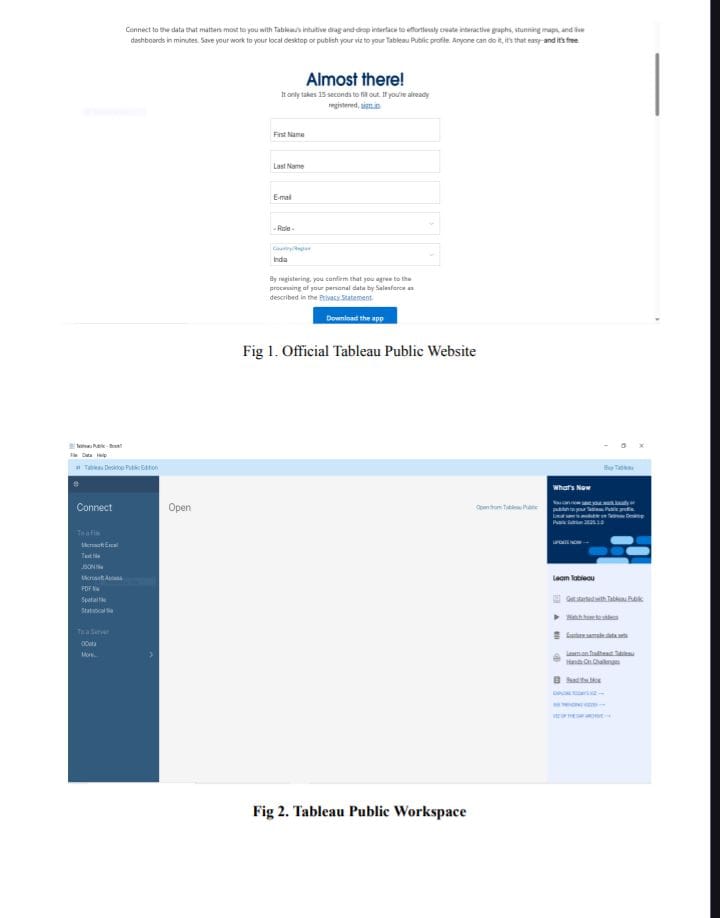 Connect to the data that matters most to you with Tableau's intuitive drag-and-drop interface to effortlessly create interactive graphs, stunning maps, and live
dashboards in minutes. Save your work to your local desktop or publish your viz to your Tableau Public profile. Anyone can do it, it's that easy-and it's free.
Almost there!
It only takes 15 seconds to fill out. If you're already
registered, sign in.
First Name
Last Name
E-mail
- Role -
Country/Region
India
By registering, you confirm that you agree to the
processing of your personal data by Salesforce as
described in the Privacy Statement.
Download the app
Fig 1. Official Tableau Public Website
Tableau Public - Book1
File Data Help
Tableau Desktop Public Edition
Buy Tableau
Connect
To a File
Microsoft Excel
Text file
JSON file
Microsoft Access
PDF file
Spatial file
Statistical file
To a Server
OData
More...
Open
Open from Tableau Public
What's New
You can now save your work locally or
publish to your Tableau Public profile.
Local save is available in Tableau Desktop
Public Edition 2025.1.0
UPDATE NOW →
Learn Tableau
Get started with Tableau Public
Watch how-to videos
Explore sample data sets
Learn on Trailhead: Tableau
Hands-On Challenges
Read the blog
EXPLORE TODAY'S VIZ →
SEE TRENDING VIZZES →
VIZ OF THE DAY ARCHIVE →
Fig 2. Tableau Public Workspace